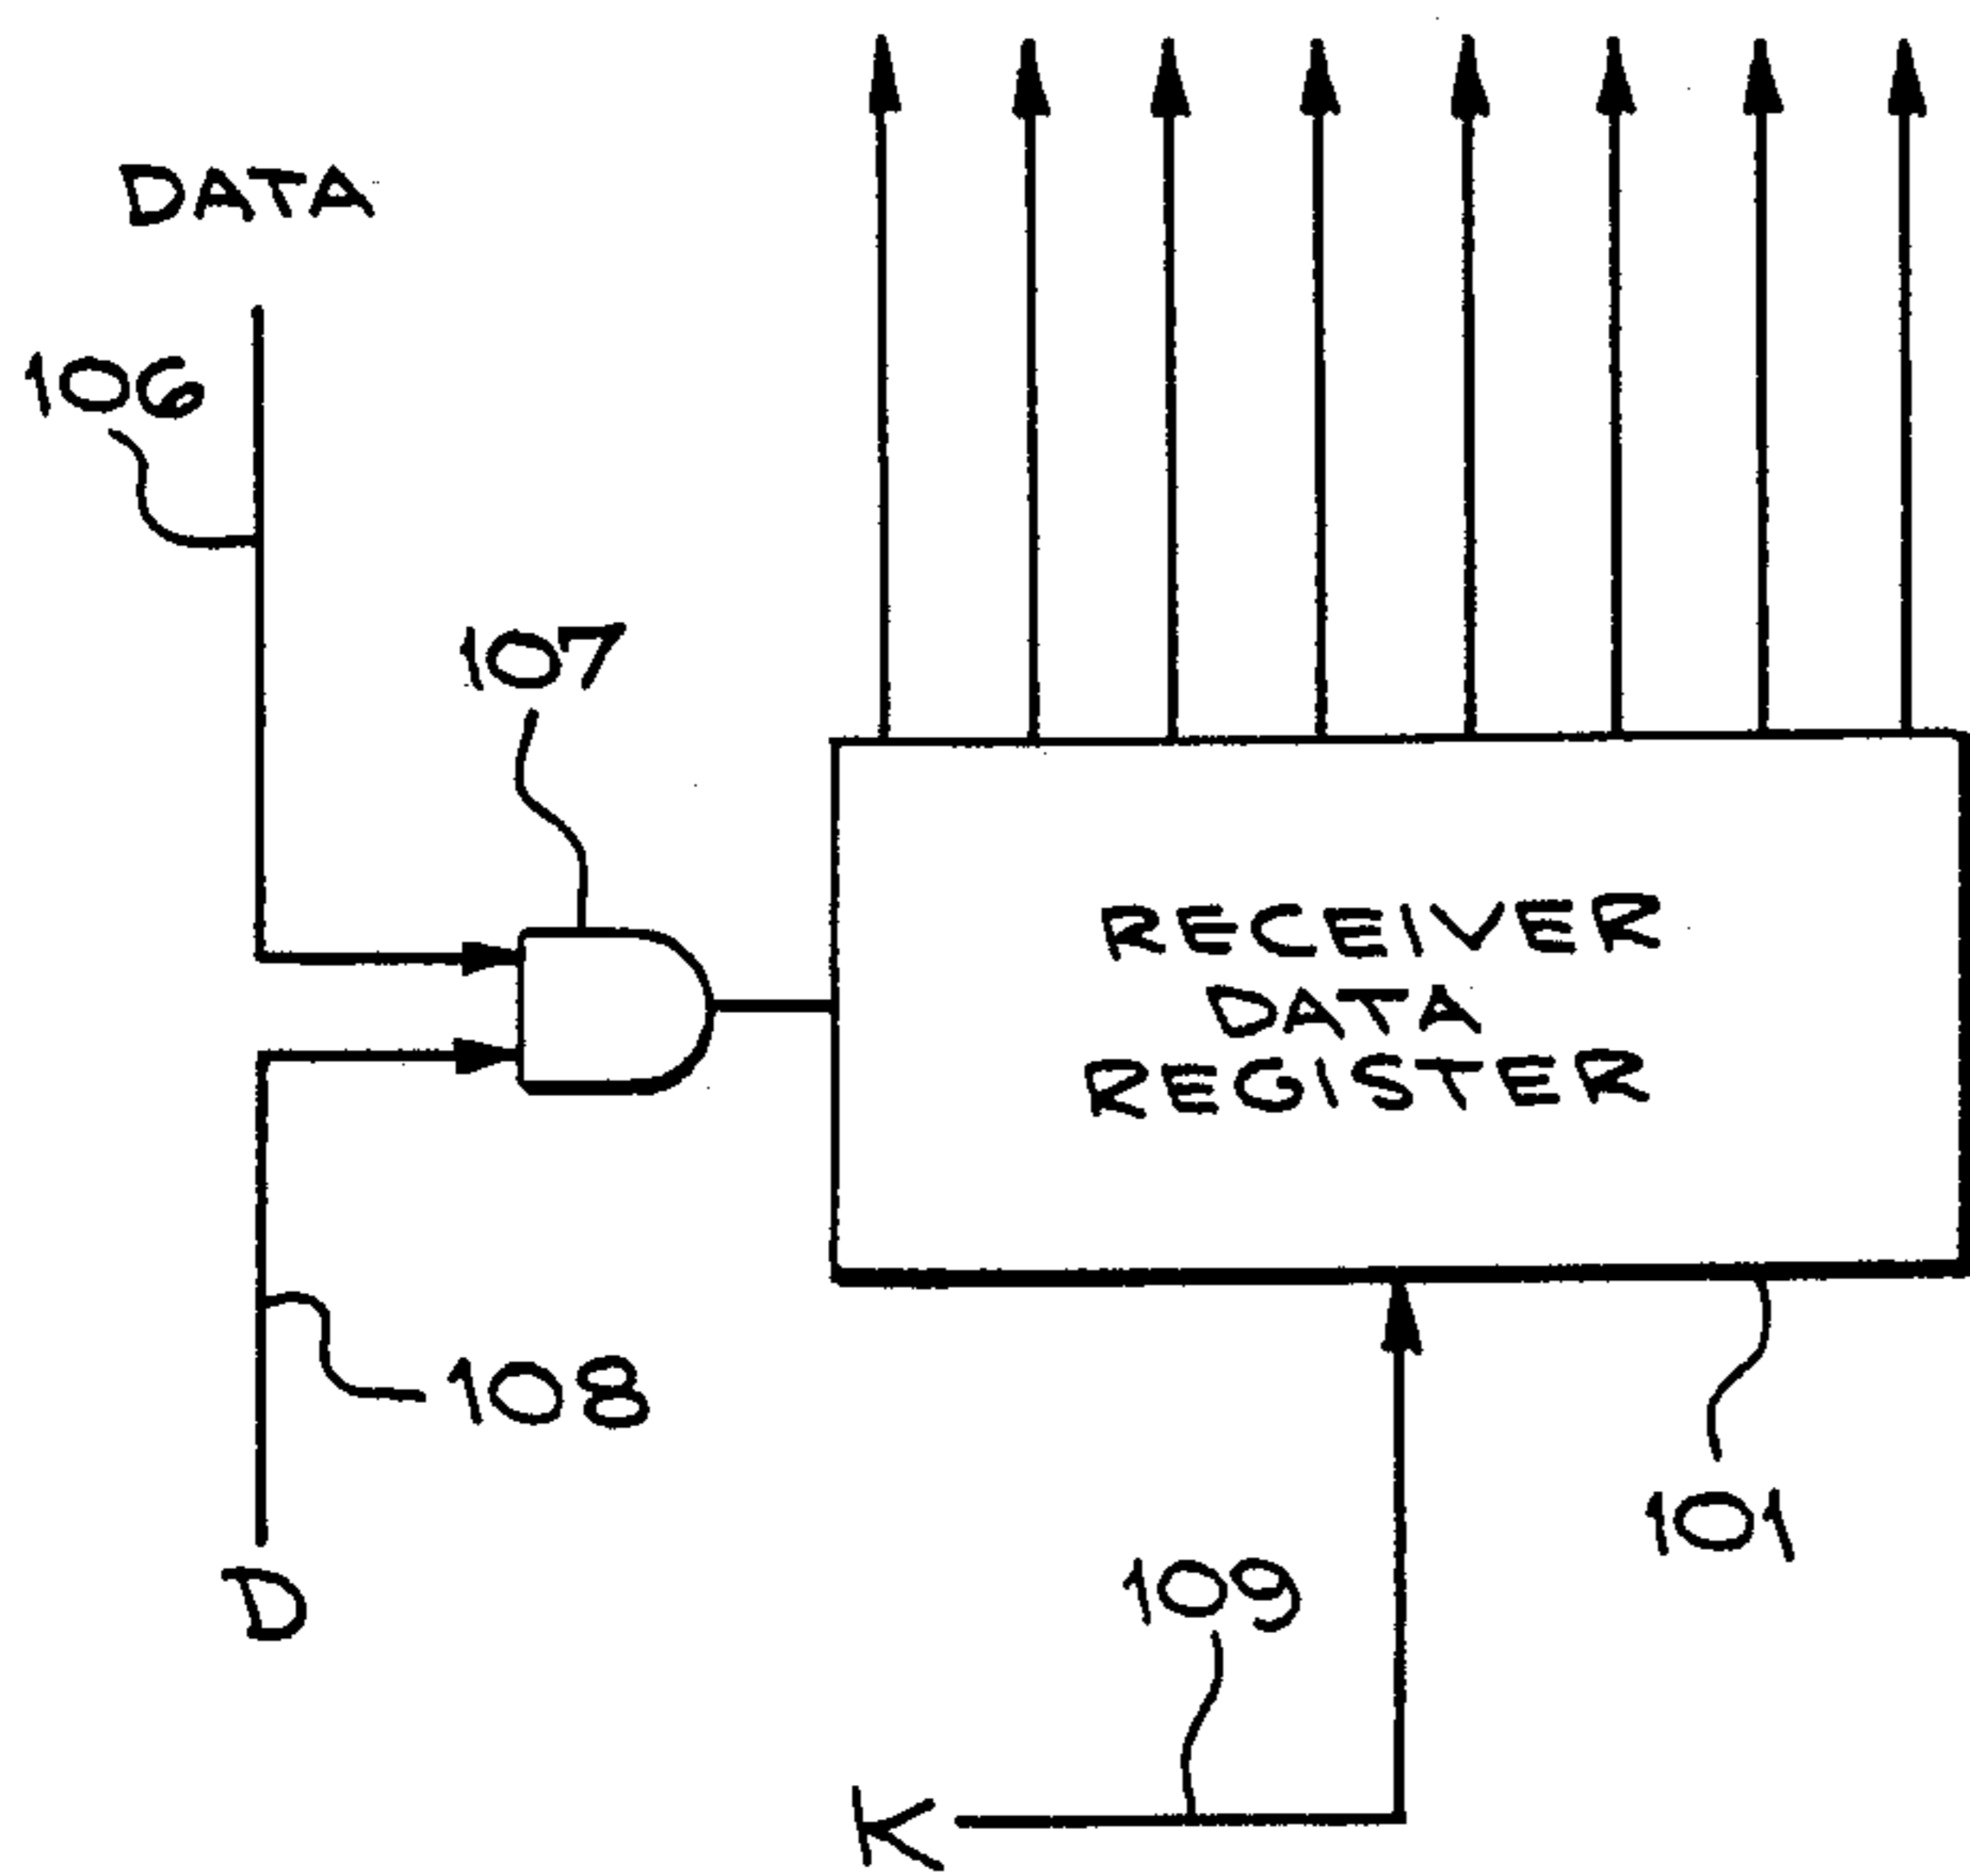 DATA
106
107
RECEIVER
DATA
REGISTER
108
101
D
109
K